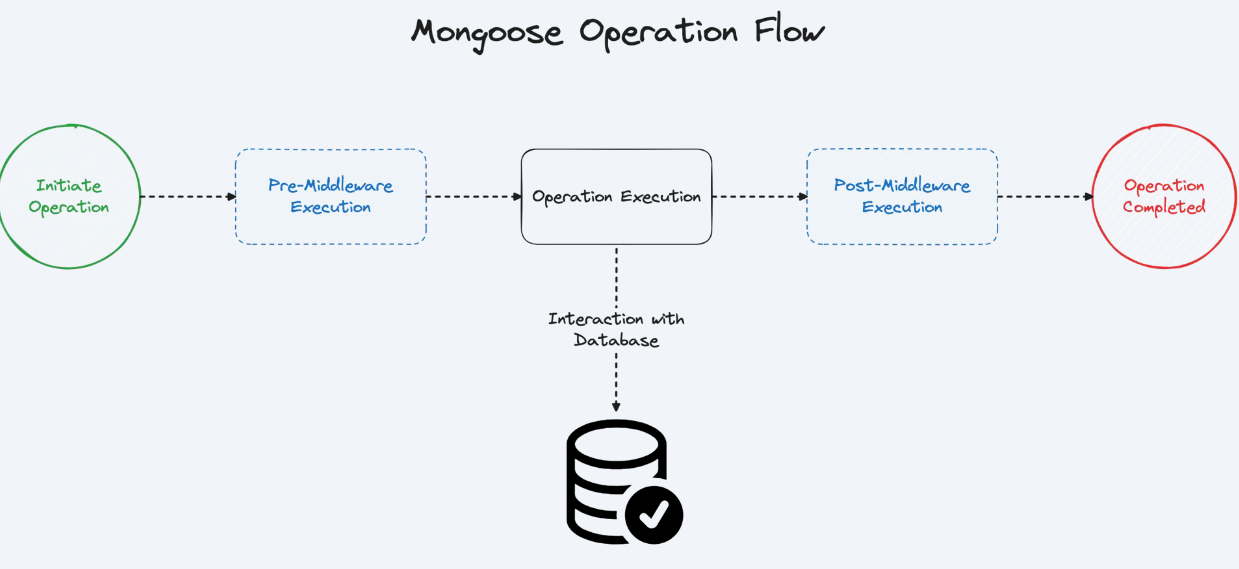 Mongoose Operation Flow
Initiate
Operation
Pre-Middleware
Execution
Operation Execution
Post-Middleware
Execution
Operation
Completed
Interaction with
Database